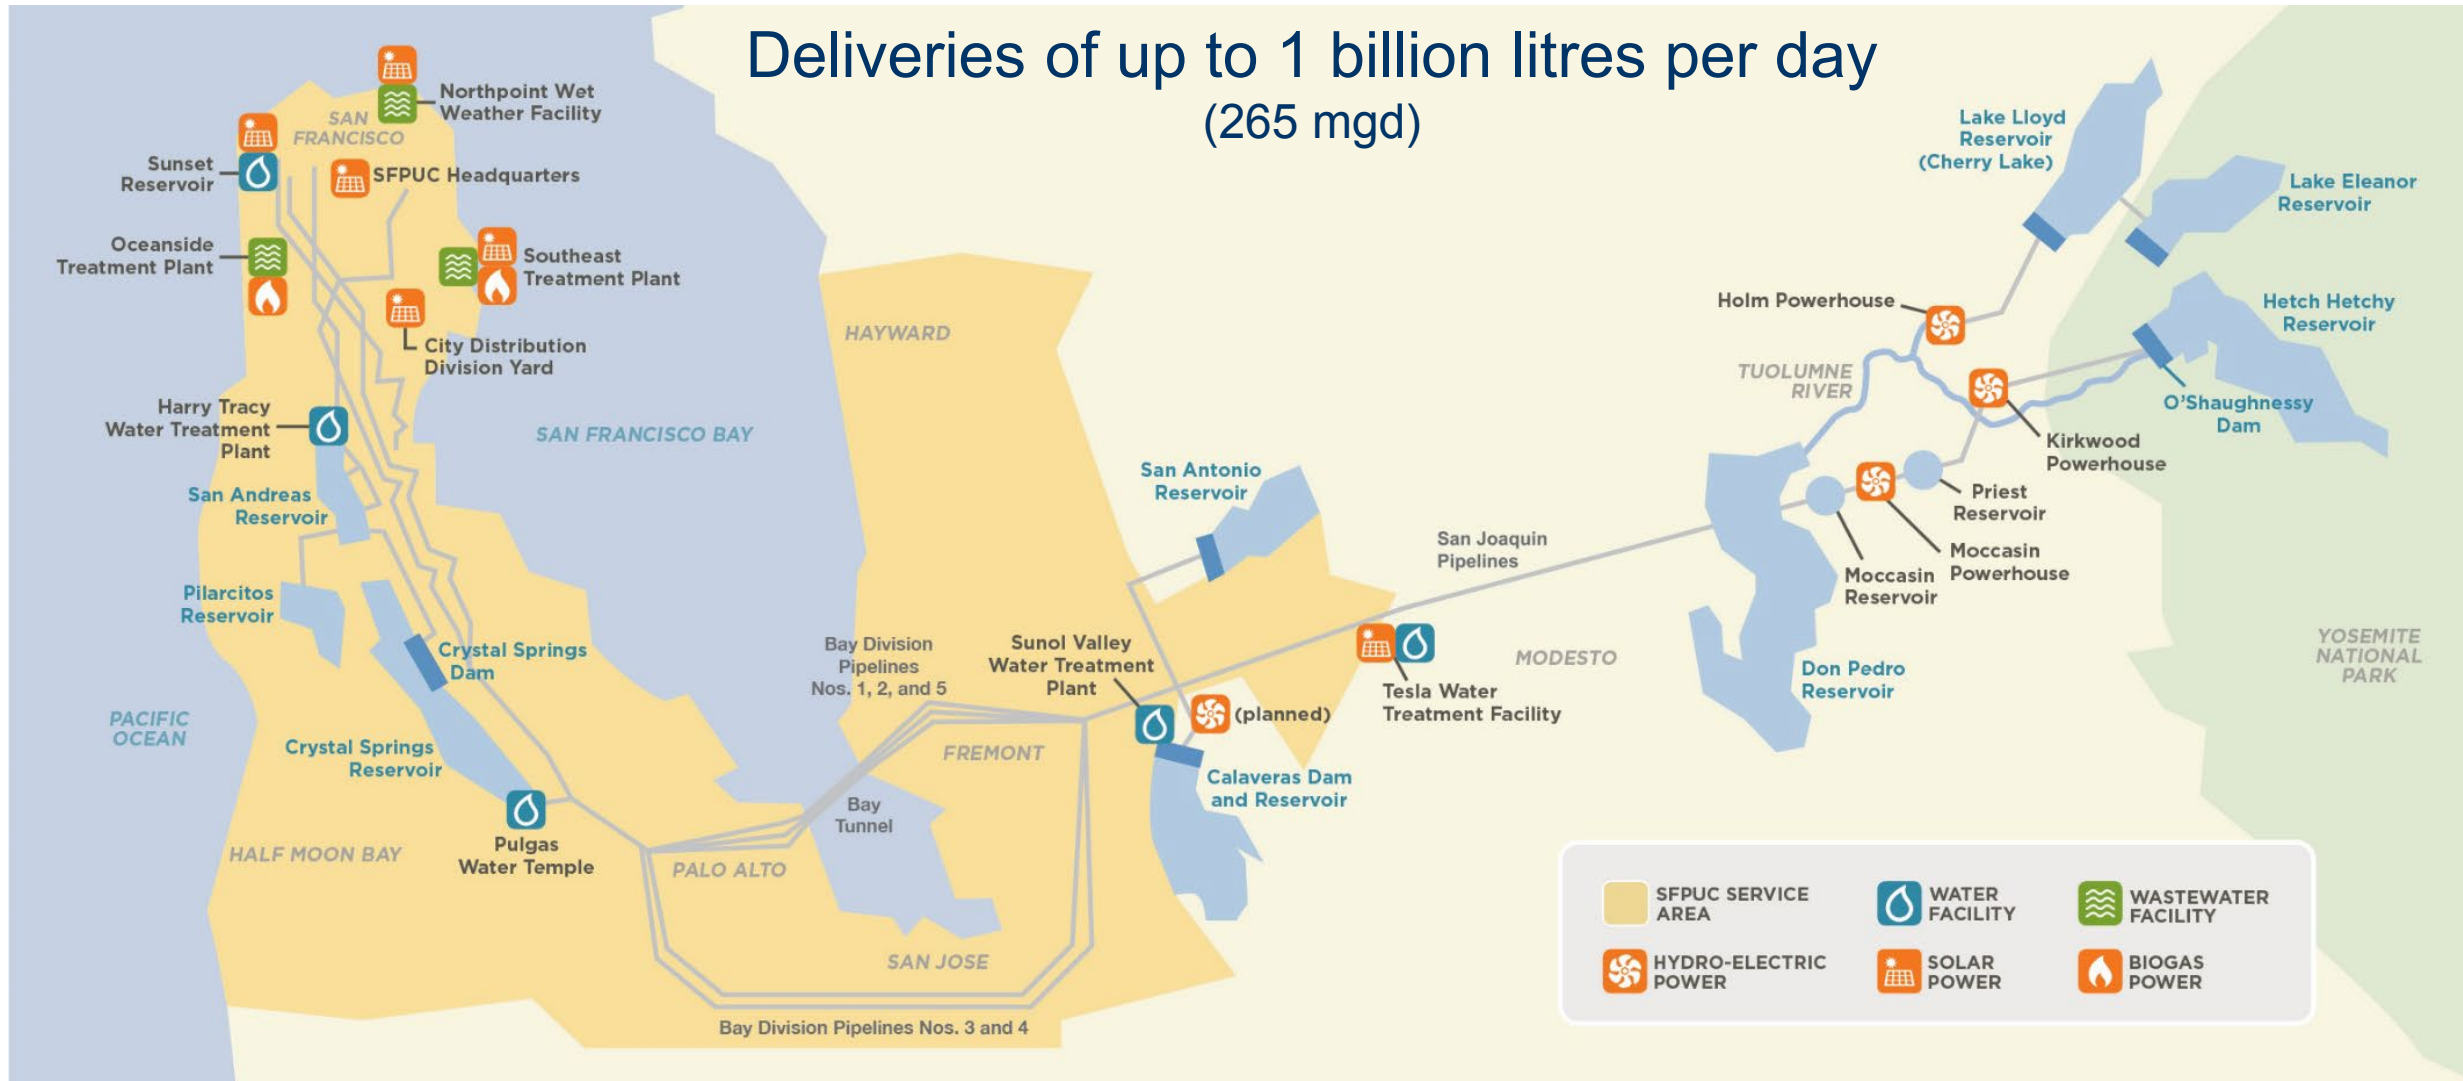 Deliveries of up to 1 billion litres per day
(265 mgd)
Northpoint Wet
Weather Facility
SAN
FRANCISCO
Sunset
Reservoir
SFPUC Headquarters
Oceanside
Treatment Plant
Southeast
Treatment Plant
City Distribution
Division Yard
Harry Tracy
Water Treatment
Plant
SAN FRANCISCO BAY
San Andreas
Reservoir
Pilarcitos
Reservoir
Crystal Springs
Dam
PACIFIC
OCEAN
Crystal Springs
Reservoir
HALF MOON BAY
Pulgas
Water Temple
PALO ALTO
HAYWARD
Bay Division
Pipelines
Nos. 1, 2, and 5
FREMONT
Bay
Tunnel
SAN JOSE
Bay Division Pipelines Nos. 3 and 4
Sunol Valley
Water Treatment
Plant
San Antonio
Reservoir
(planned)
Calaveras Dam
and Reservoir
San Joaquin
Pipelines
Tesla Water
Treatment Facility
MODESTO
Lake Lloyd
Reservoir
(Cherry Lake)
Lake Eleanor
Reservoir
Holm Powerhouse
Hetch Hetchy
Reservoir
TUOLUMNE
RIVER
O'Shaughnessy
Dam
Kirkwood
Powerhouse
Priest
Reservoir
Moccasin
Powerhouse
Moccasin
Reservoir
Don Pedro
Reservoir
YOSEMITE
NATIONAL
PARK
SFPUC SERVICE
AREA
WATER
FACILITY
WASTEWATER
FACILITY
HYDRO-ELECTRIC
POWER
SOLAR
POWER
BIOGAS
POWER